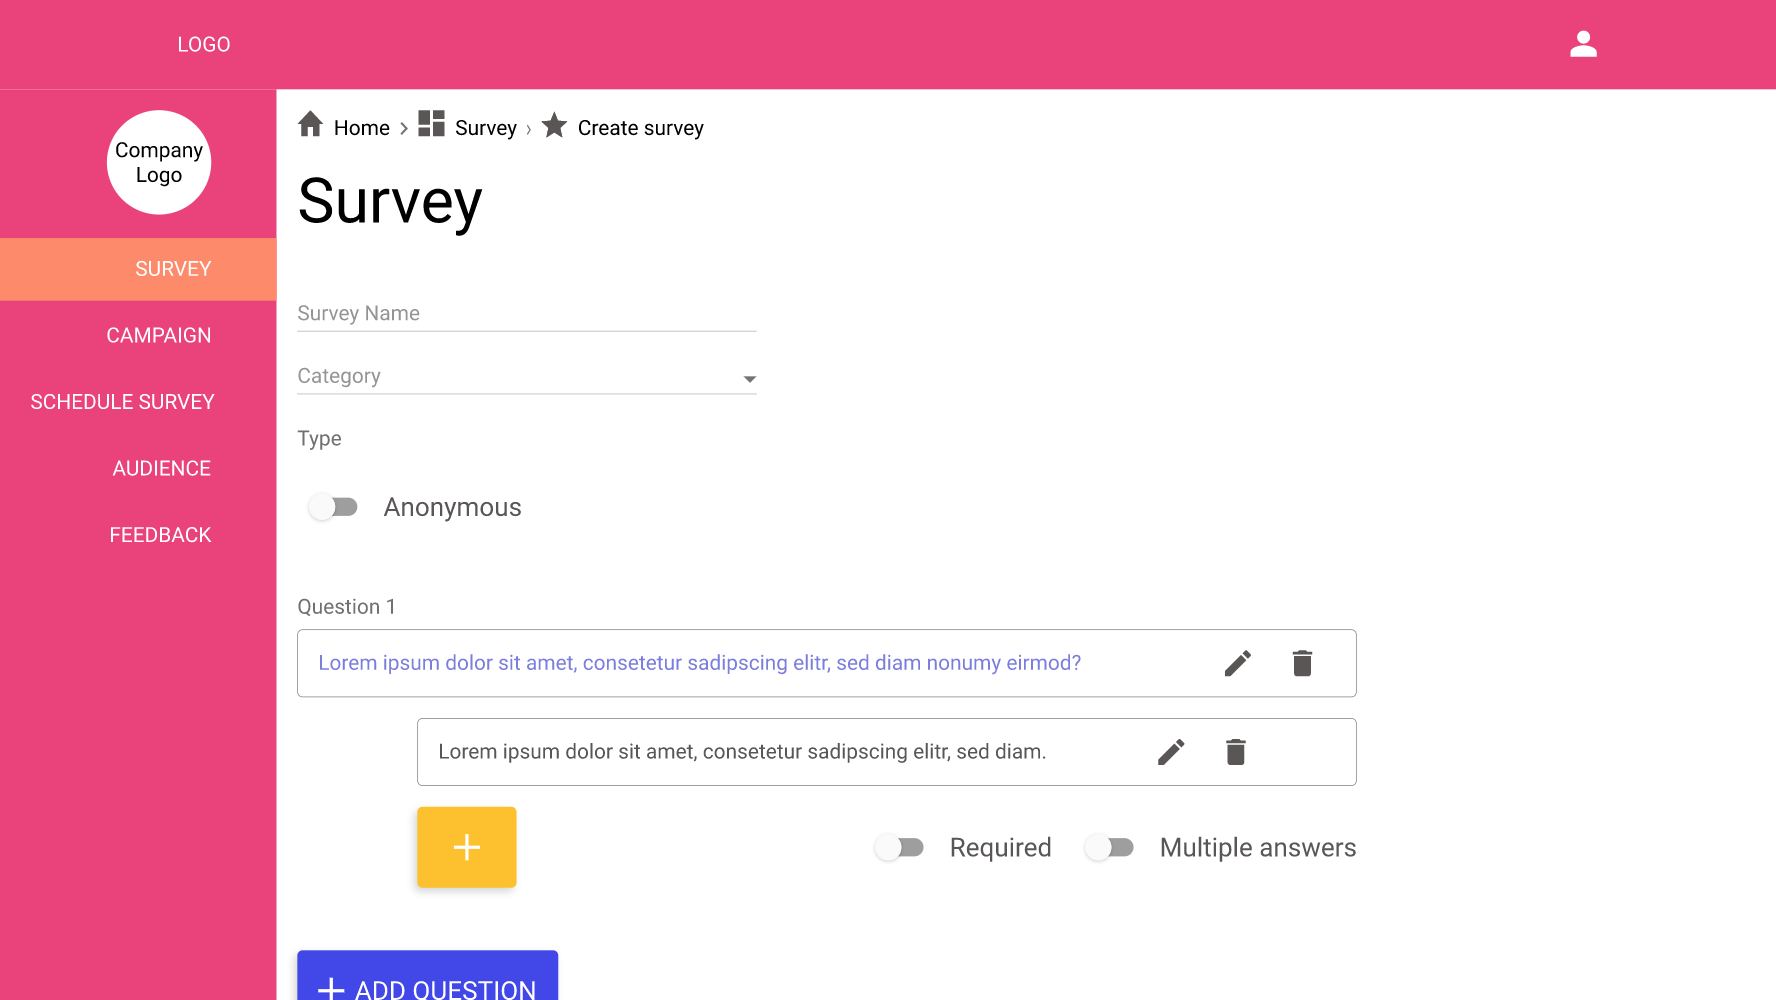 LOGO
Company
Logo
SURVEY
CAMPAIGN
SCHEDULE SURVEY
AUDIENCE
FEEDBACK
Home › Survey › Create survey
Survey
Survey Name
Category
Type
Anonymous
Question 1
Lorem ipsum dolor sit amet, consetetur sadipscing elitr, sed diam nonumy eirmod?
Lorem ipsum dolor sit amet, consetetur sadipscing elitr, sed diam.
+
Required
Multiple answers
+ ADD QUESTION